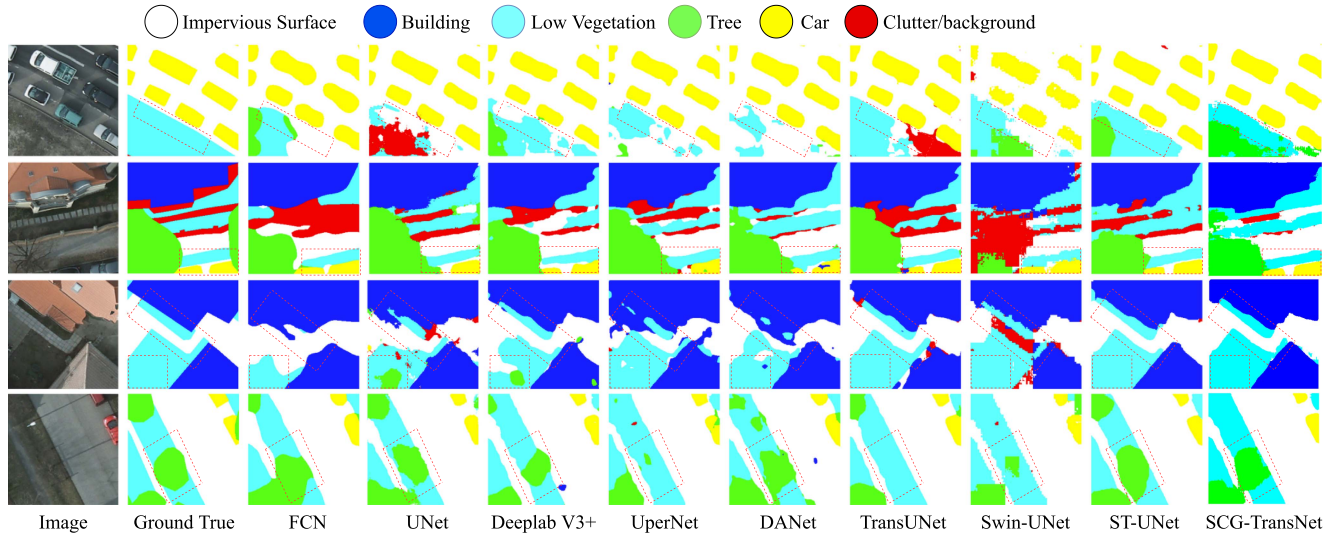 Impervious Surface Building Low Vegetation Tree Car Clutter/background
Image Ground True FCN UNet Deeplab V3+ UperNet DANet TransUNet Swin-UNet ST-UNet SCG-TransNet